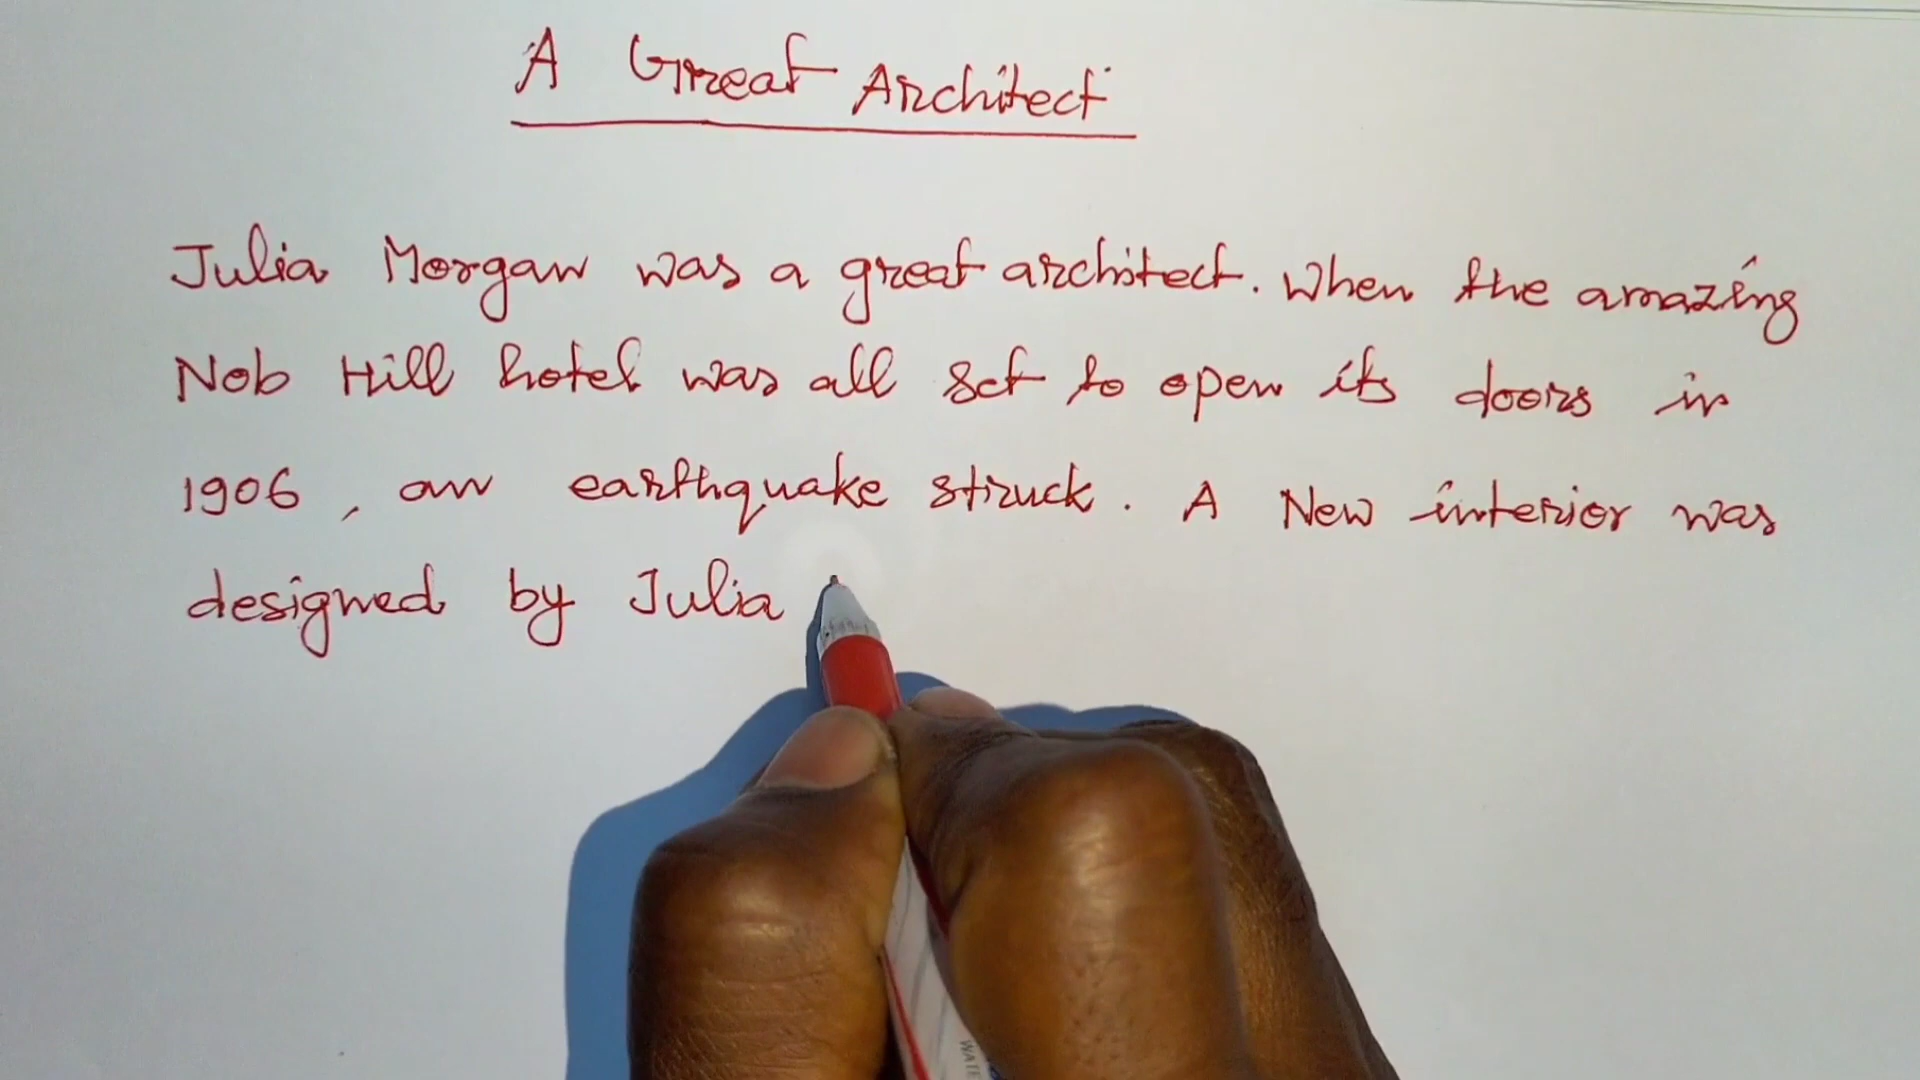 A Great Architect
Julia Morgan was a great architect. When the amazing
Nob Hill hotel was all set to open its doors in
1906, an earthquake struck. A New interior was
designed by Julia